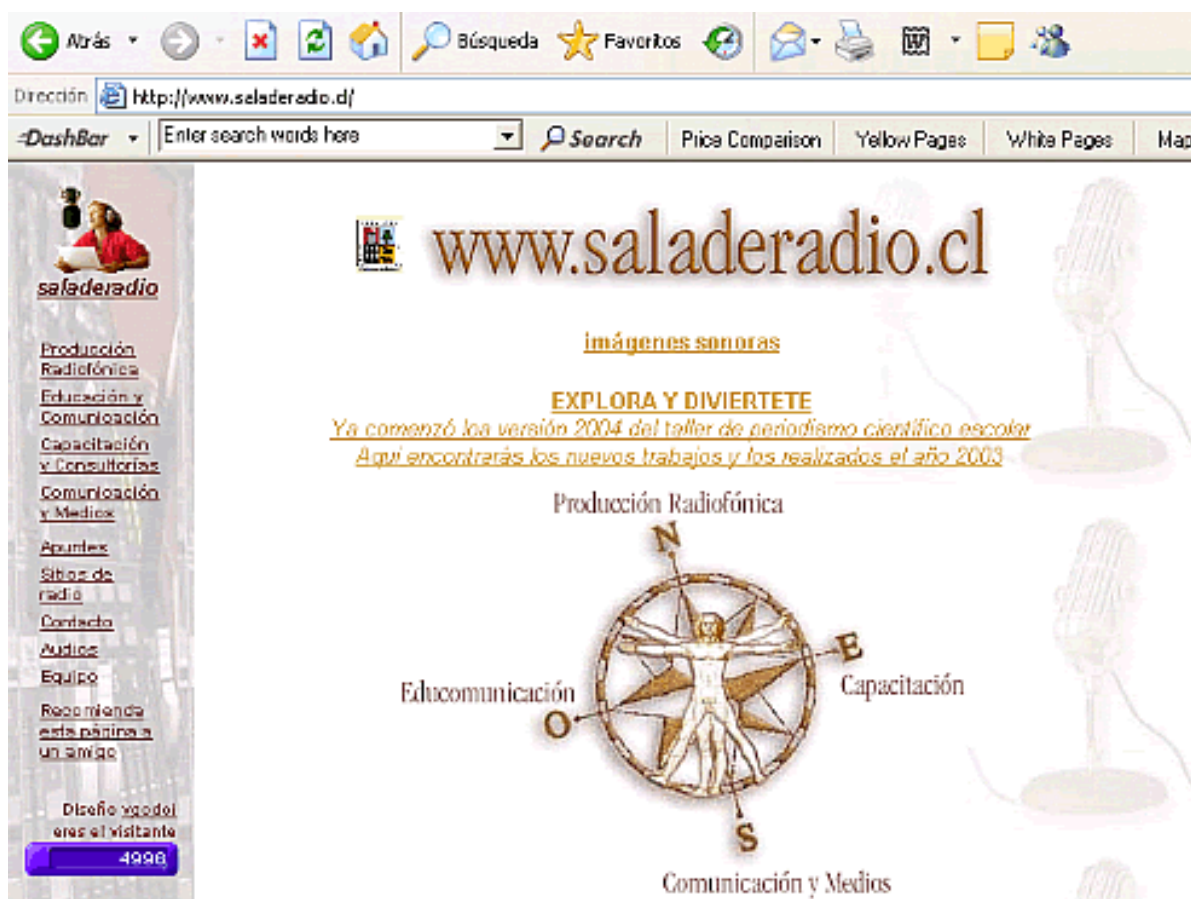 Atrás
Búsqueda
Favoritos
Dirección
http://www.saladeradio.cl/
DashBar
Enter search words here
Search
Price Comparison
Yellow Pages
White Pages
Map
saladeradio
Producción
Radiofónica
Educación y
Comunicación
Capacitación
y Consultorías
Comunicación
y Medios
Apuntes
Sitios de
radio
Contacto
Audios
Equipo
Recomienda
esta página a
un amigo
Diseño vgodoi
eres el visitante
4998
www.saladeradio.cl
imágenes sonoras
EXPLORA Y DIVIERTETE
Ya comenzó loa versión 2004 del taller de periodismo científico escolar
Aquí encontrarás los nuevos trabajos y los realizados el año 2003
Producción Radiofónica
N
E
Capacitación
Educomunicación
O
S
Comunicación y Medios